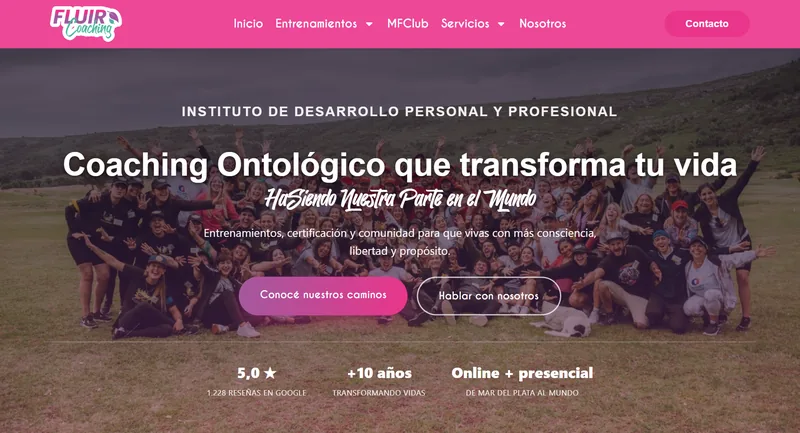 FLUIR
Coaching
Inicio
Entrenamientos
MFClub
Servicios
Nosotros
Contacto
INSTITUTO DE DESARROLLO PERSONAL Y PROFESIONAL
Coaching Ontológico que transforma tu vida
HaSiendo Nuestra Parte en el Mundo
Entrenamientos, certificación y comunidad para que vivas con más consciencia,
libertad y propósito.
Conocé nuestros caminos
Hablar con nosotros
5,0 ★
1.228 RESEÑAS EN GOOGLE
+10 años
TRANSFORMANDO VIDAS
Online + presencial
DE MAR DEL PLATA AL MUNDO